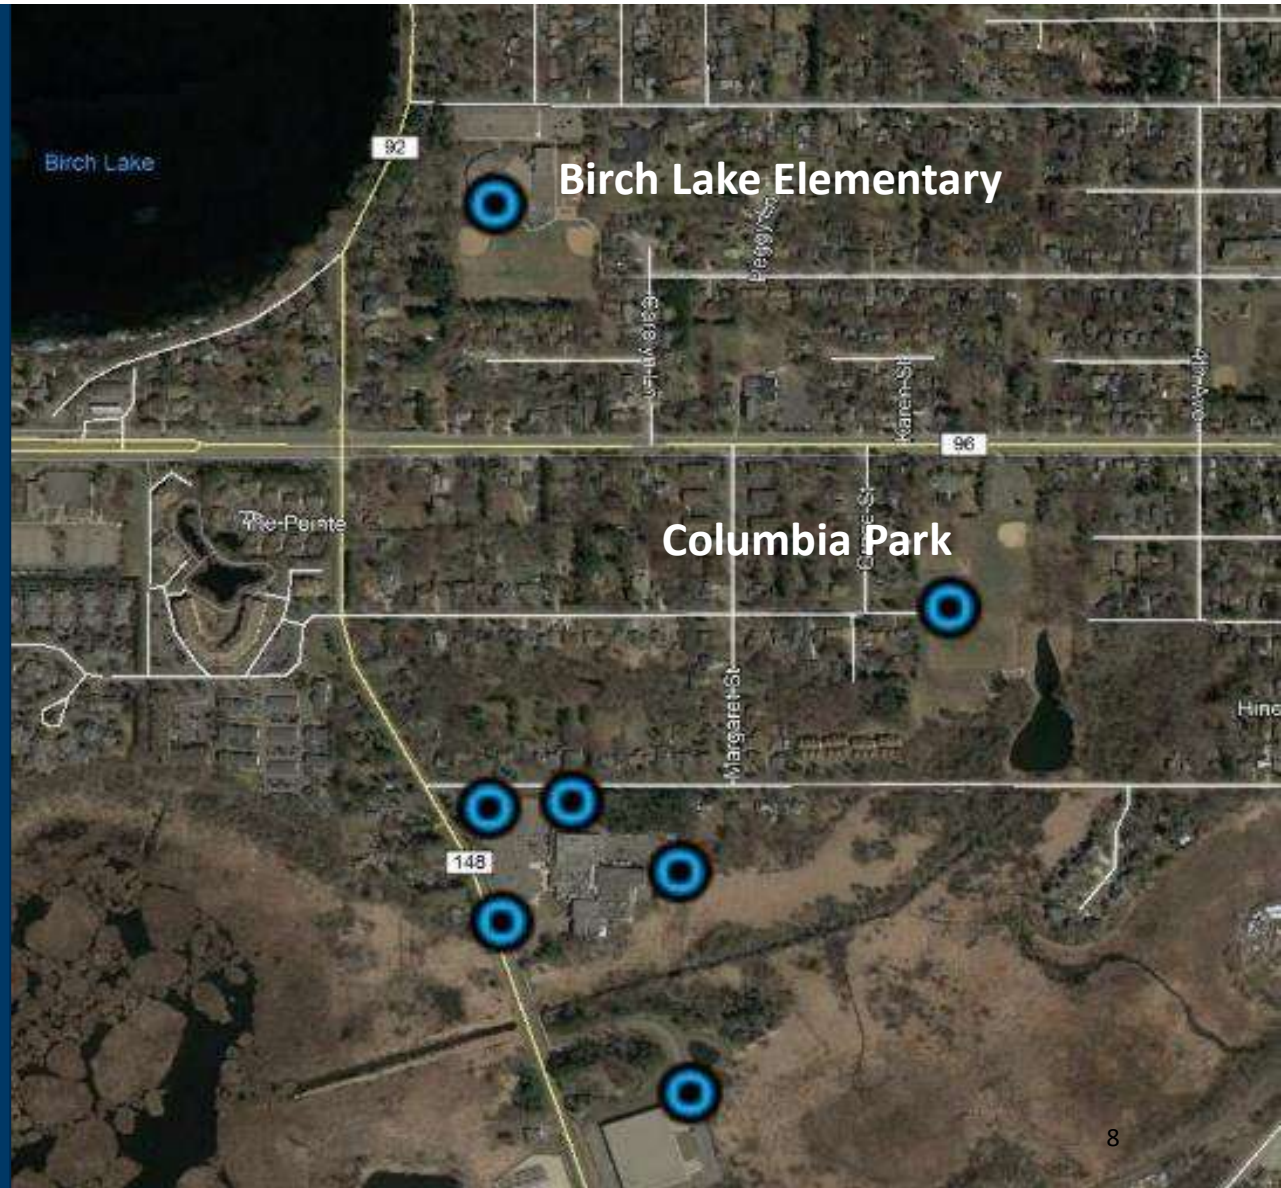 92
Birch Lake
Birch Lake Elementary
Peggy Ln
Karen St
4th Ave
96
The Pointe
Columbia Park
Margaret St
148
8